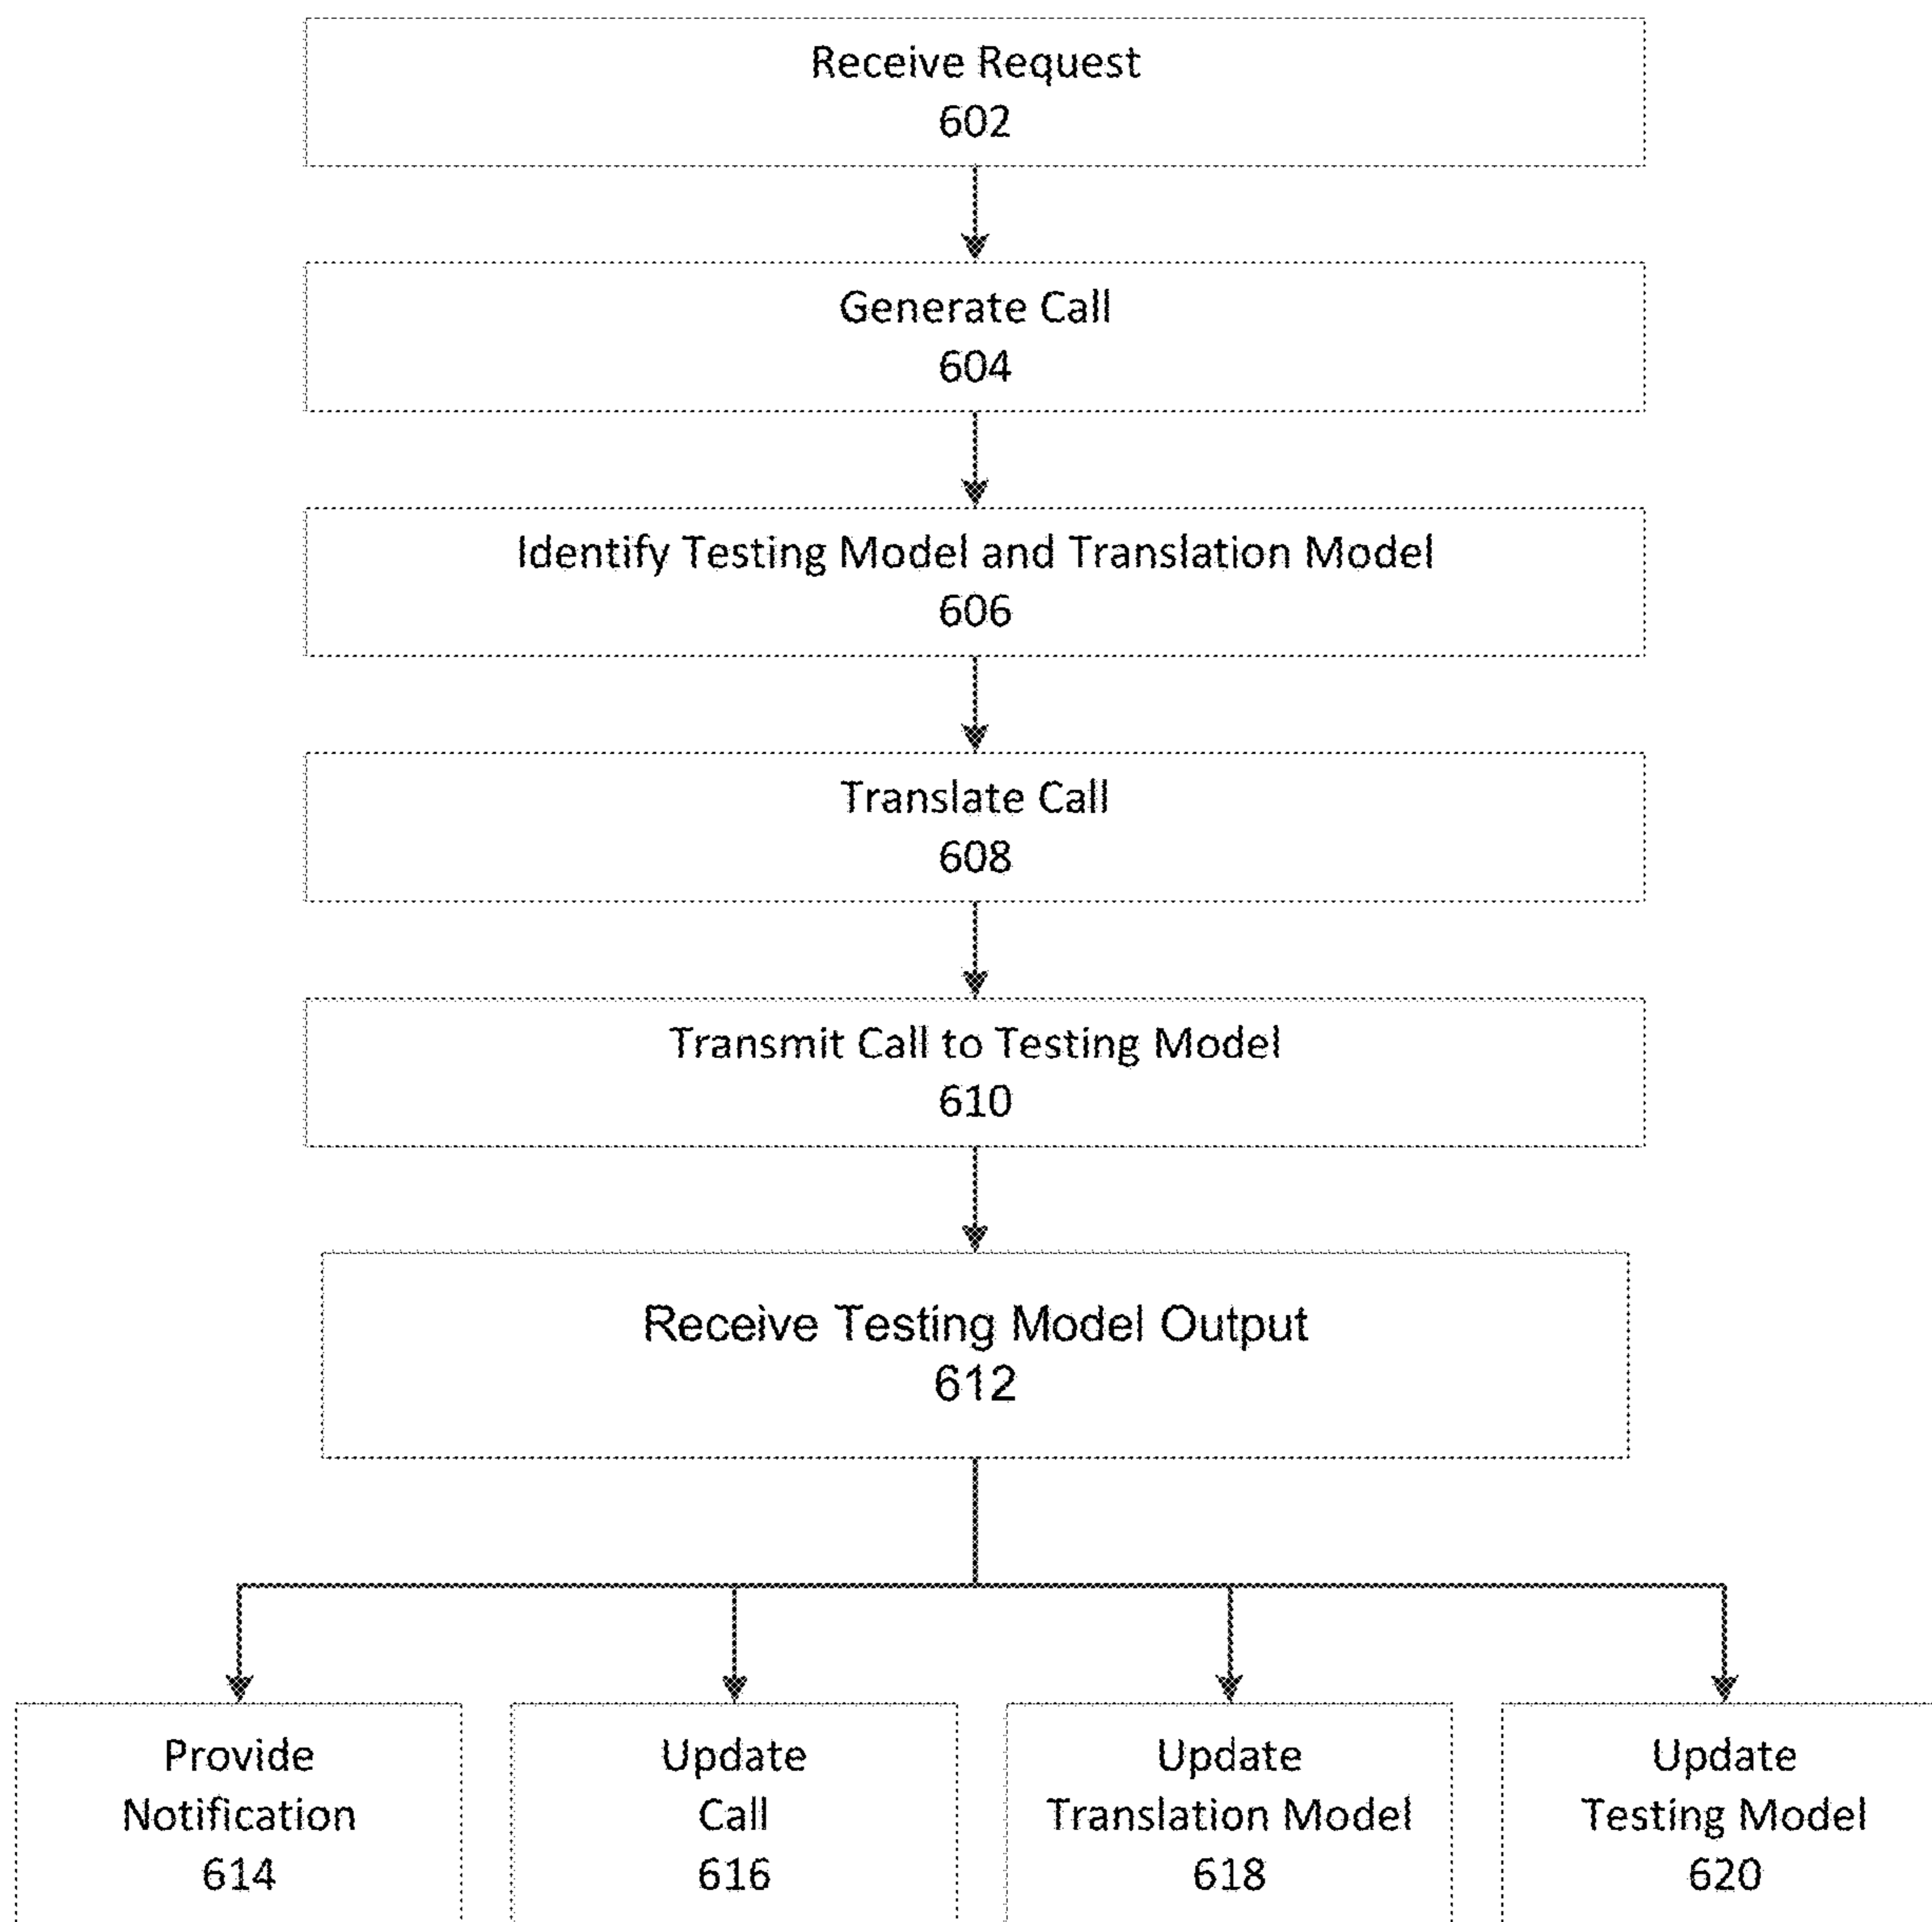 Receive Request
602
Generate Call
604
Identify Testing Model and Translation Model
606
Translate Call
608
Transmit Call to Testing Model
610
Receive Testing Model Output
612
Provide
Notification
614
Update
Call
616
Update
Translation Model
618
Update
Testing Model
620